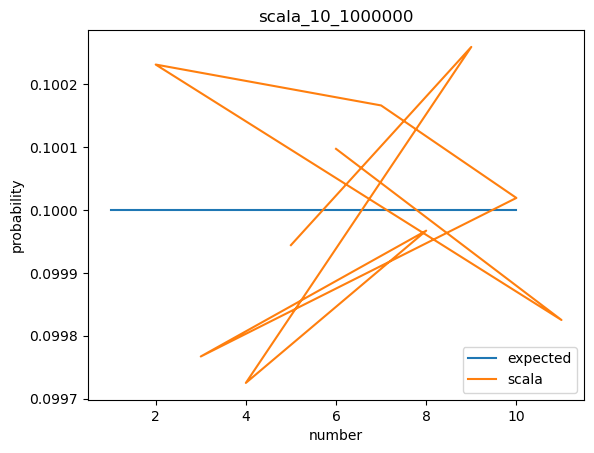 scala_10_1000000
probability
0.1002
0.1001
0.1000
0.0999
0.0998
0.0997
2 4 6 8 10
number
expected
scala